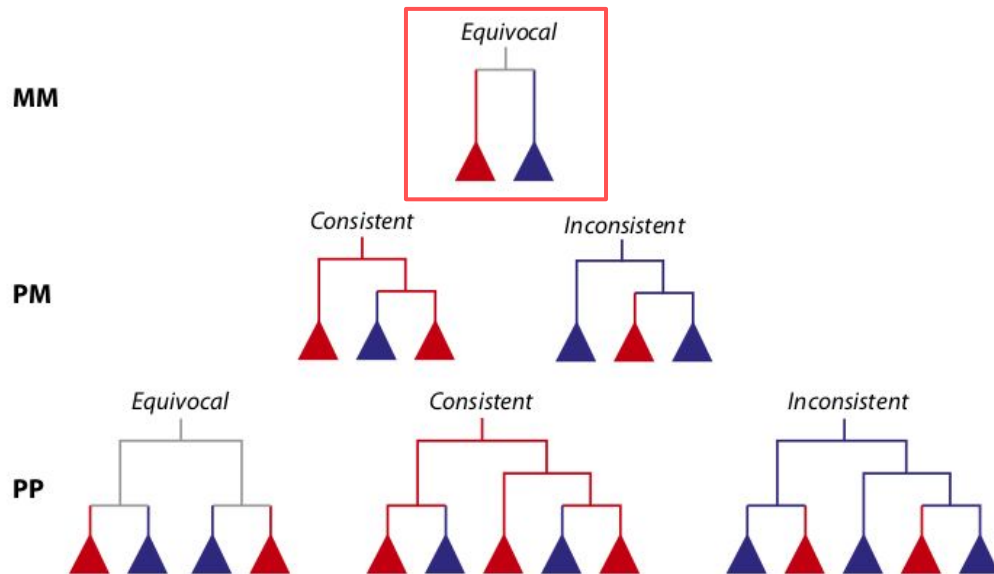 Equivocal
MM
Consistent Inconsistent
PM
Equivocal Consistent Inconsistent
PP